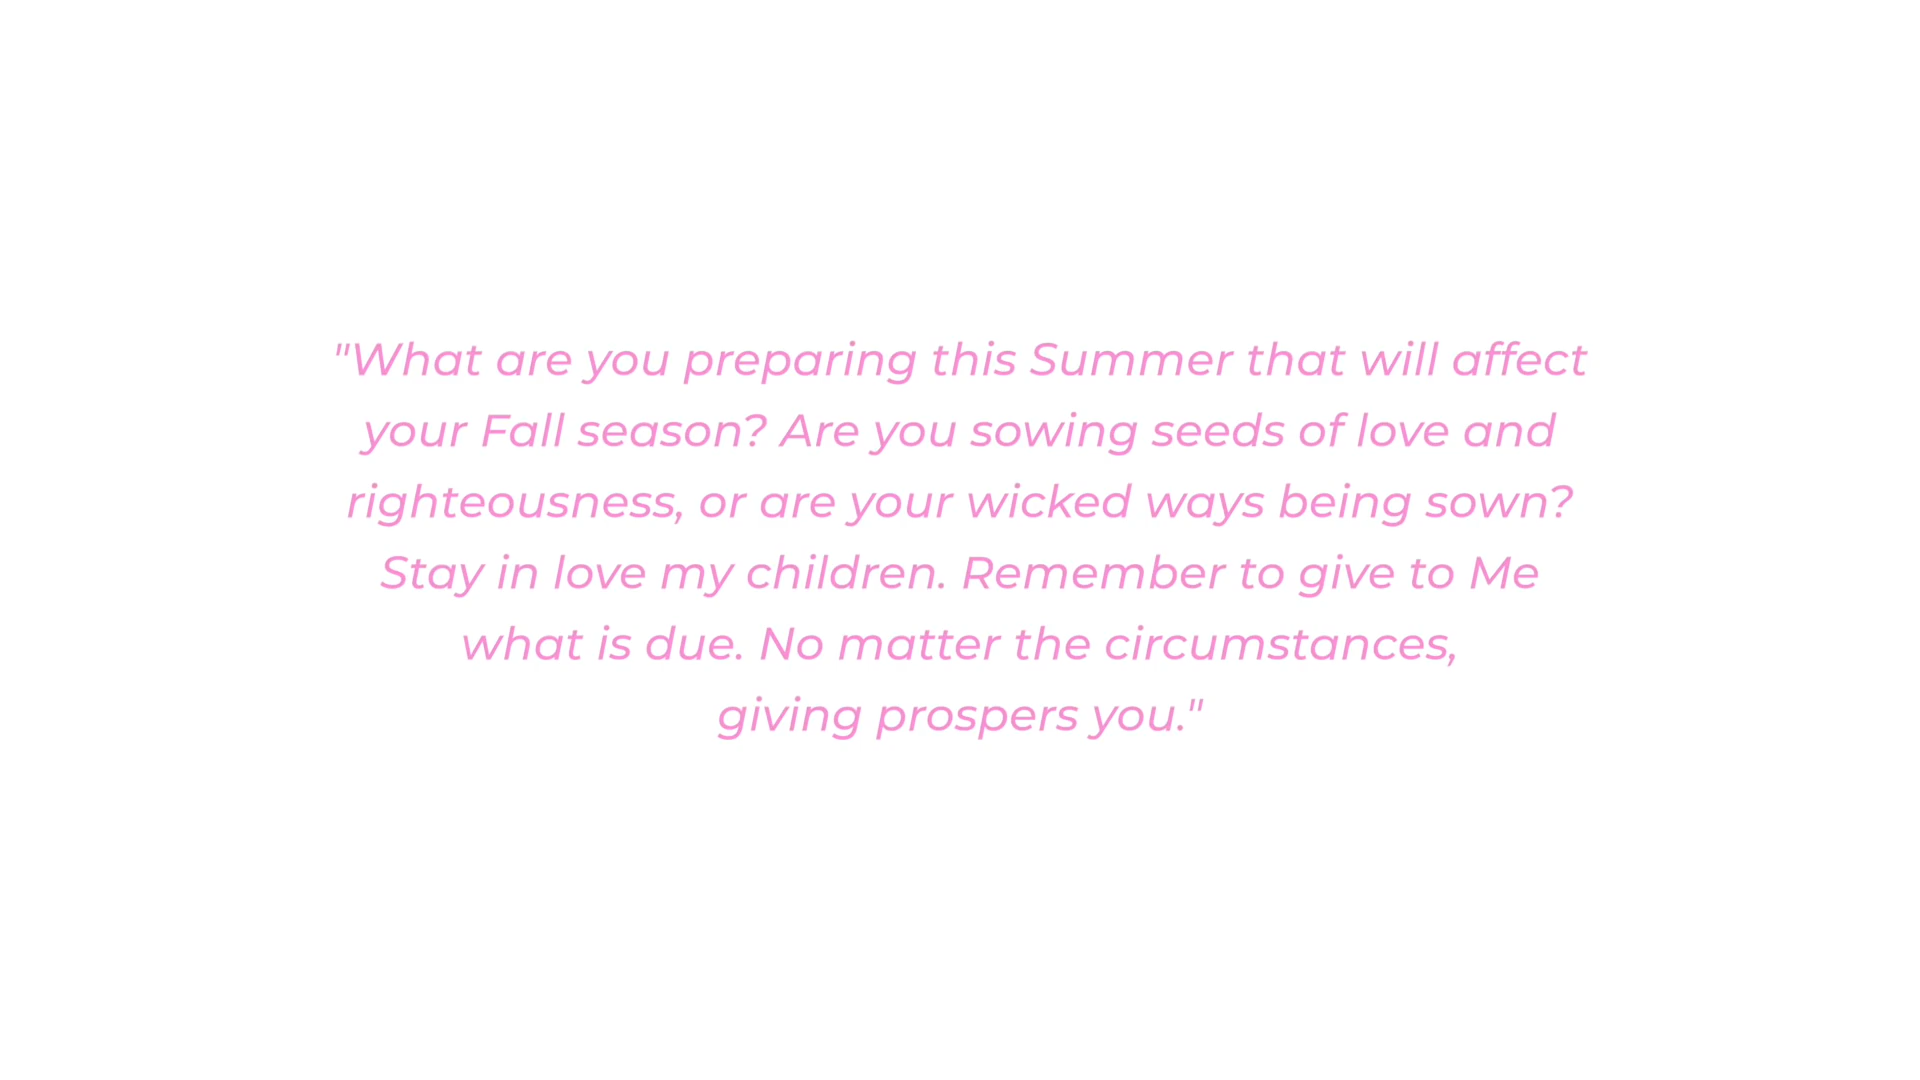 "What are you preparing this Summer that will affect
your Fall season? Are you sowing seeds of love and
righteousness, or are your wicked ways being sown?
Stay in love my children. Remember to give to Me
what is due. No matter the circumstances,
giving prospers you."